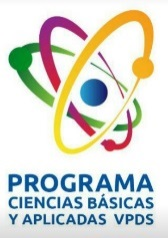 PROGRAMA
CIENCIAS BÁSICAS
Y APLICADAS VPDS